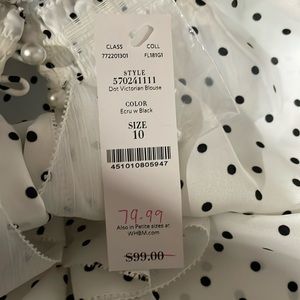 CLASS COLL
772201301 FL181G1
STYLE
570241111
Dot Victorian Blouse
COLOR
Ecru w Black
SIZE
10
451010805947
79.99
Also in Petite sizes at
WHBM.com
$99.00